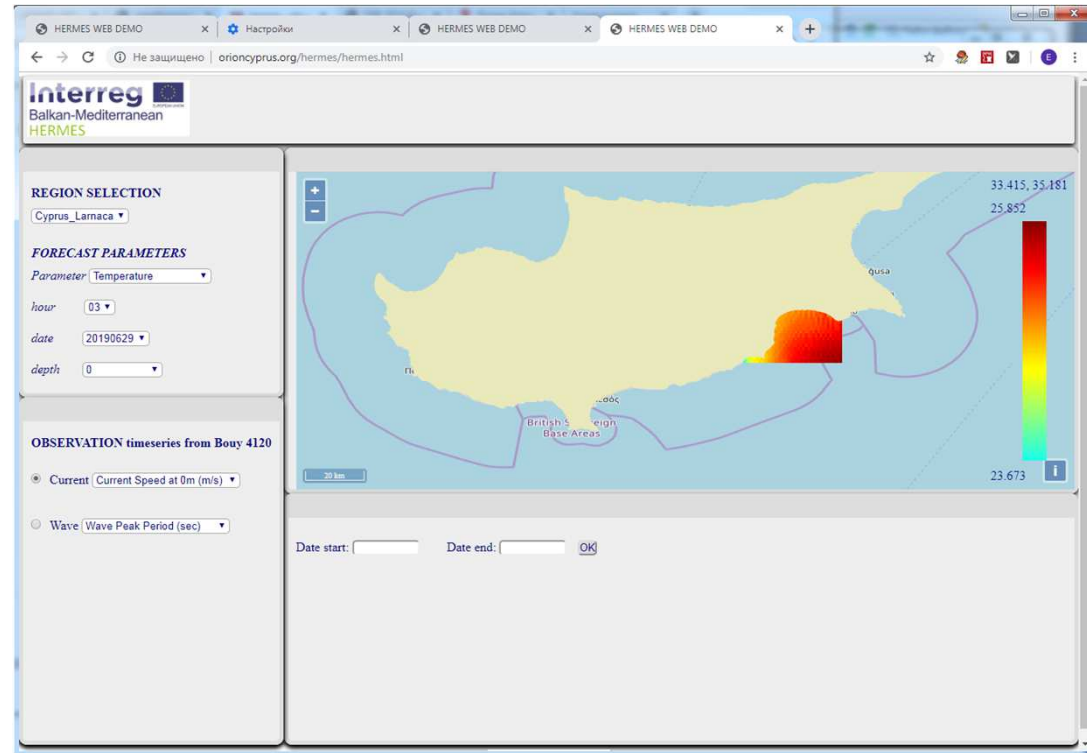 HERMES WEB DEMO
Настройки
HERMES WEB DEMO
HERMES WEB DEMO
Не защищено | orioncyprus.org/hermes/hermes.html
E
Interreg
EUROPEAN UNION
Balkan-Mediterranean
HERMES
REGION SELECTION
Cyprus_Larnaca
FORECAST PARAMETERS
Parameter Temperature
hour 03
date 20190629
depth 0
OBSERVATION timeseries from Bouy 4120
Current Current Speed at 0m (m/s)
Wave Wave Peak Period (sec)
+
−
33.415, 35.181
25.852
ğusa
British
Base Areas
20 km
23.673
i
Date start:
Date end:
OK